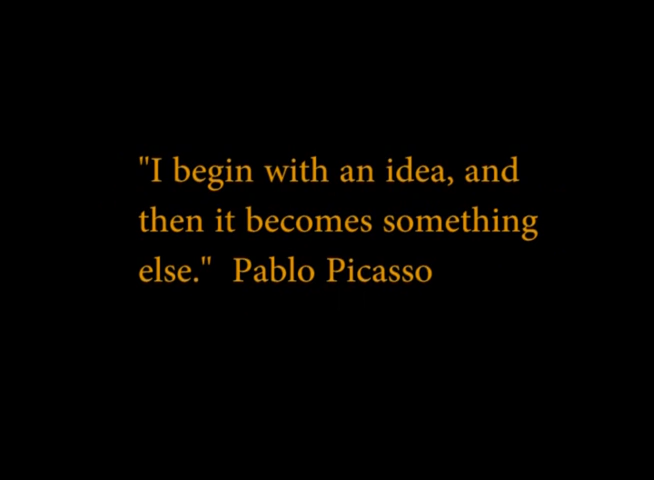 "I begin with an idea, and
then it becomes something
else."  Pablo Picasso